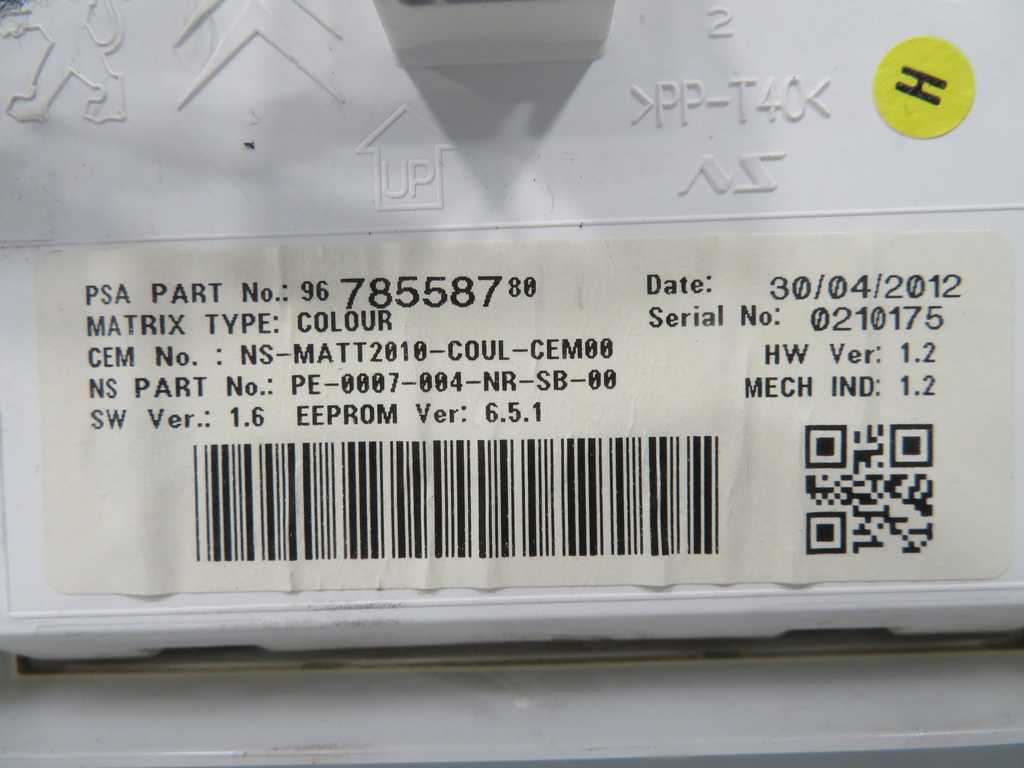 2
>PP-T40<
H
UP
NS
PSA PART No.: 96 785587 80
Date: 30/04/2012
MATRIX TYPE: COLOUR
Serial No: 0210175
CEM No. : NS-MATT2010-COUL-CEM00
HW Ver: 1.2
NS PART No.: PE-0007-004-NR-SB-00
MECH IND: 1.2
SW Ver.: 1.6 EEPROM Ver: 6.5.1